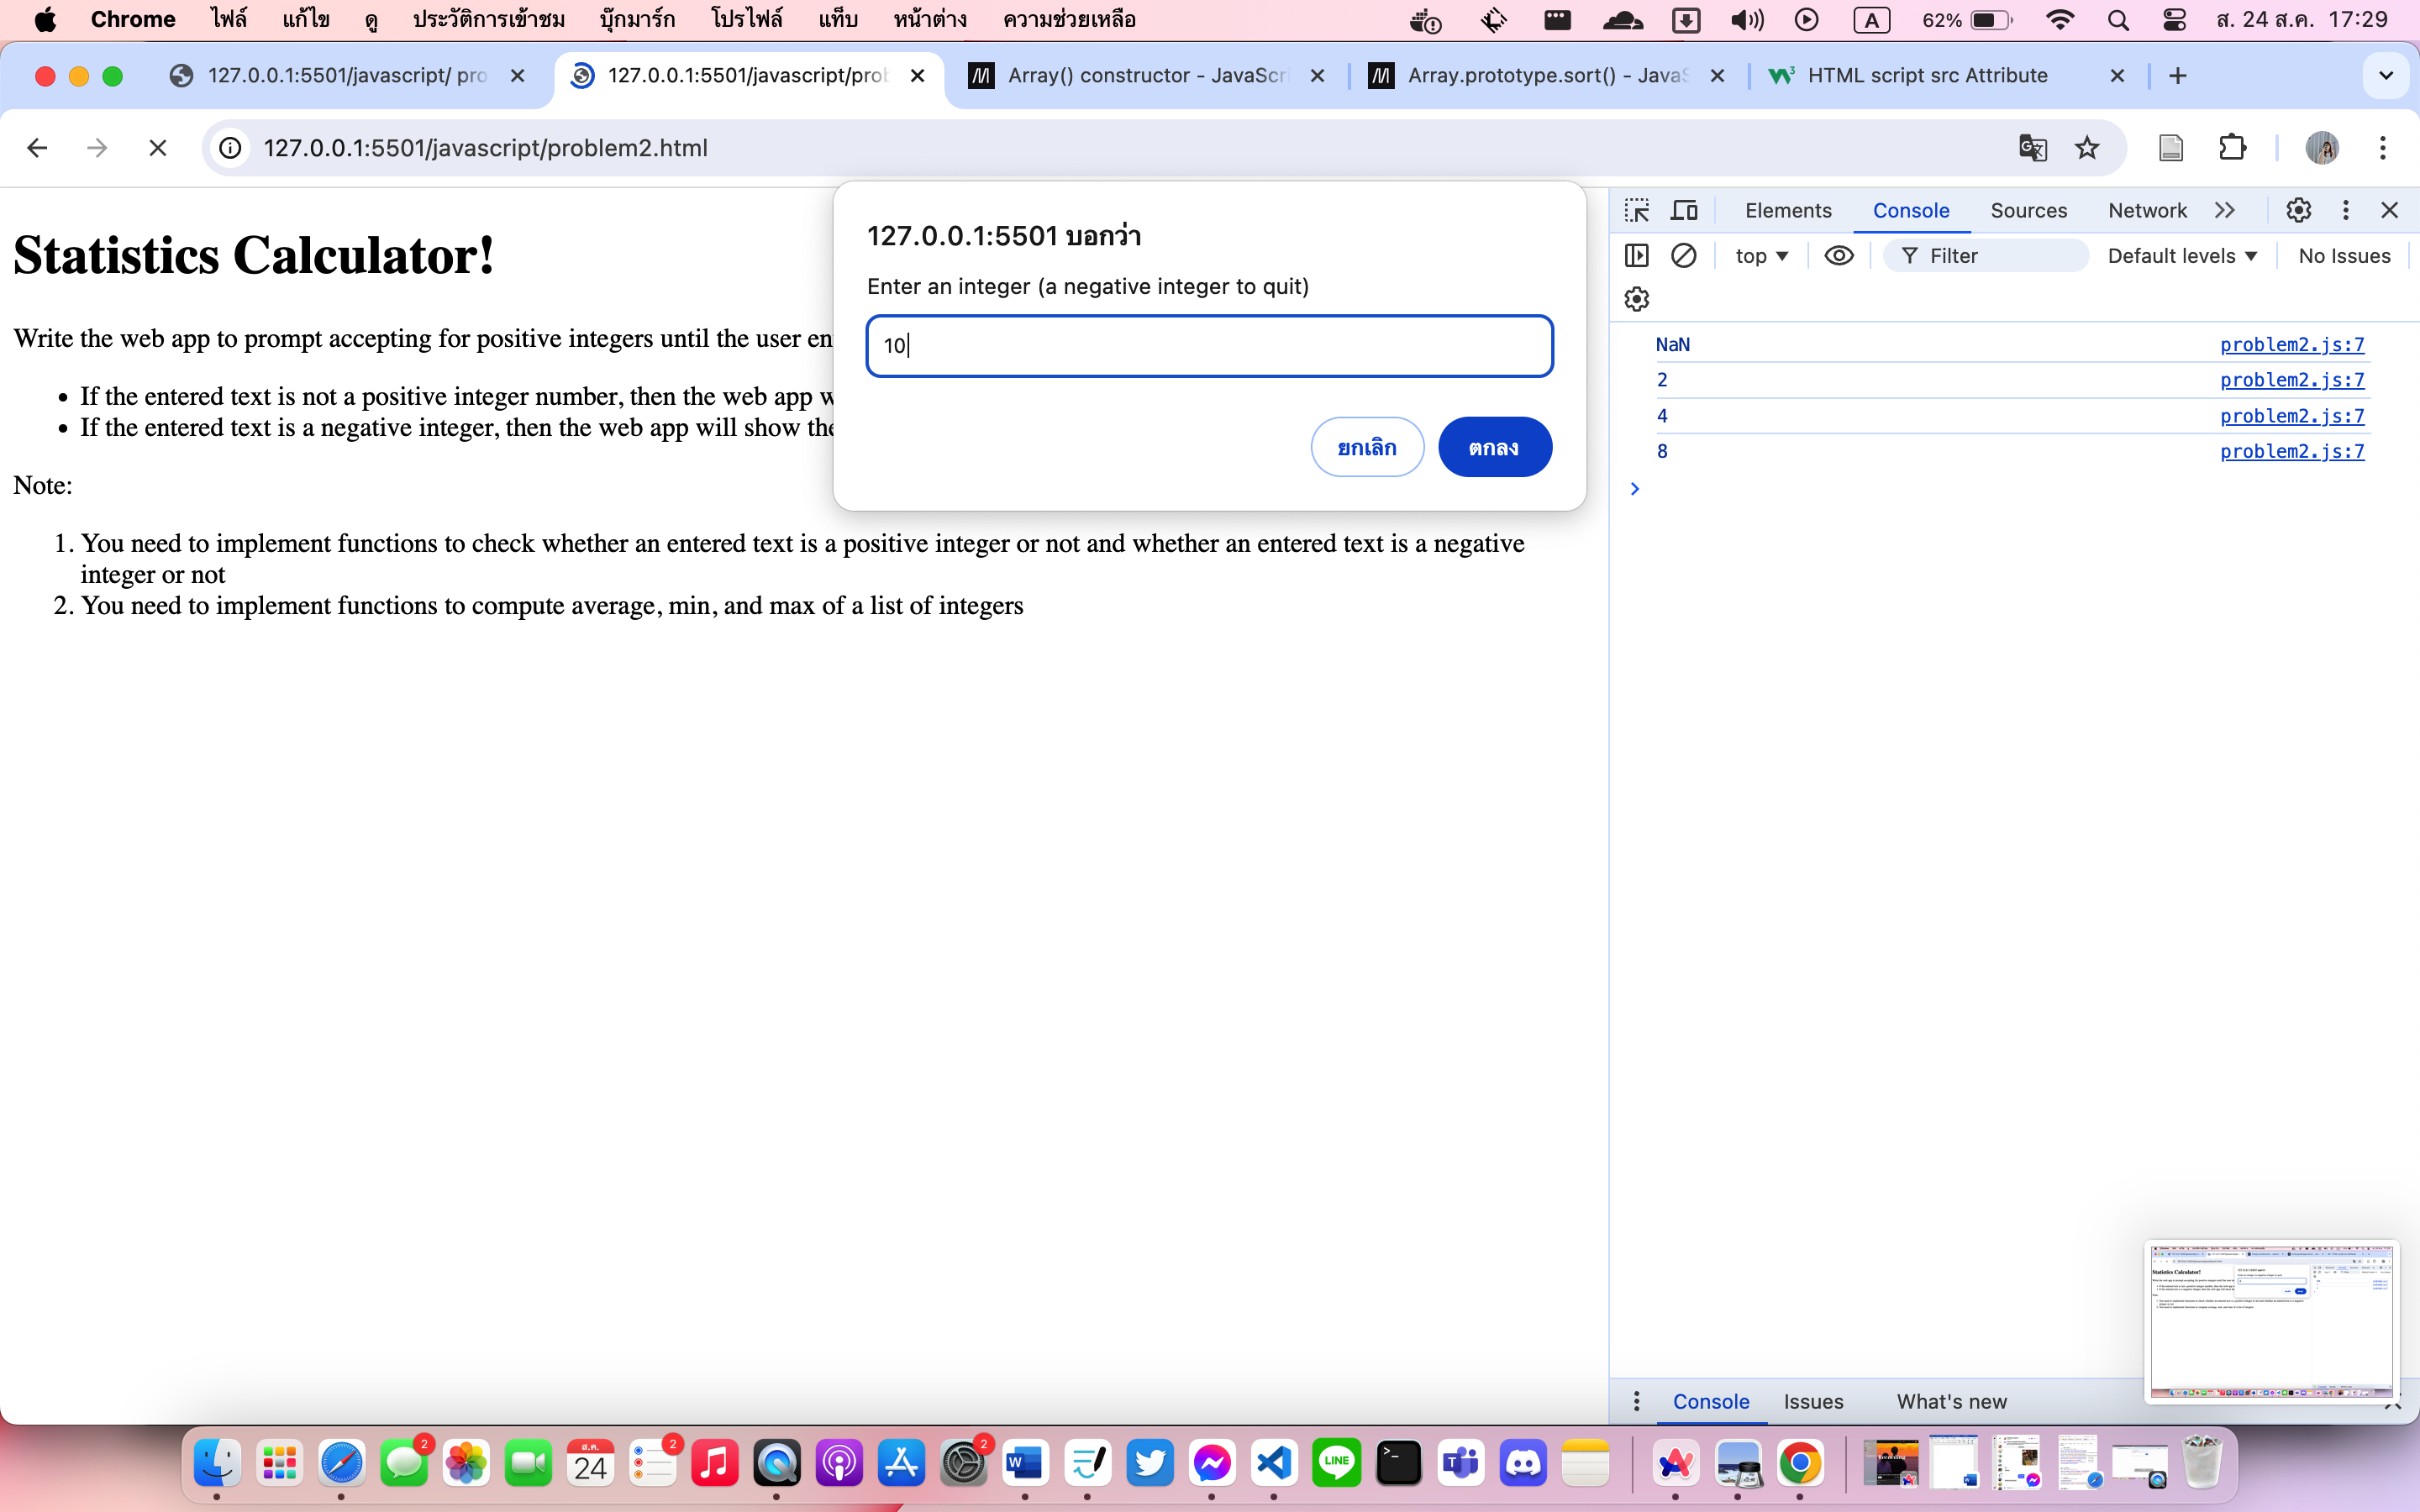 Chrome ไฟล์ แก้ไข ดู ประวัติการเข้าชม บุ๊กมาร์ก โปรไฟล์ แท็บ หน้าต่าง ความช่วยเหลือ A 62% ส. 24 ส.ค. 17:29
127.0.0.1:5501/javascript/ pro 127.0.0.1:5501/javascript/prob Array() constructor - JavaScri Array.prototype.sort() - JavaS HTML script src Attribute
127.0.0.1:5501/javascript/problem2.html
127.0.0.1:5501 บอกว่า
Enter an integer (a negative integer to quit)
10
ยกเลิก ตกลง
Statistics Calculator!
Write the web app to prompt accepting for positive integers until the user en
If the entered text is not a positive integer number, then the web app w
If the entered text is a negative integer, then the web app will show the
Note:
1. You need to implement functions to check whether an entered text is a positive integer or not and whether an entered text is a negative
integer or not
2. You need to implement functions to compute average, min, and max of a list of integers
Elements Console Sources Network
top Filter Default levels No Issues
NaN problem2.js:7
2 problem2.js:7
4 problem2.js:7
8 problem2.js:7
Console Issues What's new
2 ส.ค. 24 2 2 W LINE